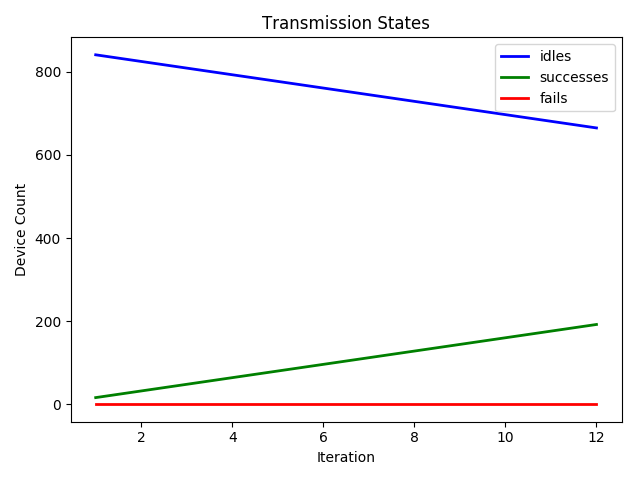 Transmission States
idles
successes
fails
Device Count
800
600
400
200
0
2 4 6 8 10 12
Iteration